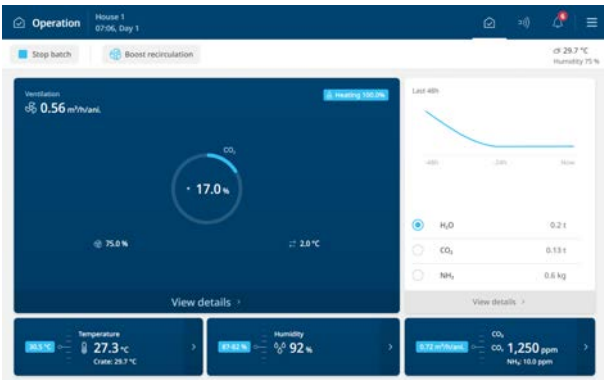 Operation
House 1
07:06, Day 1
6
Stop batch
Boost recirculation
29.7 °C
Humidity 75 %
Ventilation
0.56 m³/h/ani.
Heating 100.0%
CO₂
17.0 %
75.0 %
2.0 °C
View details
Last 48h
-48h
-24h
Now
H₂O
0.2 t
CO₂
0.13 t
NH₃
0.6 kg
View details
Temperature
30.5 °C
27.3 °C
Crate: 29.7 °C
Humidity
87-82 %
92 %
CO₂
0.72 m³/h/ani.
CO₂ 1,250 ppm
NH₃: 10.0 ppm